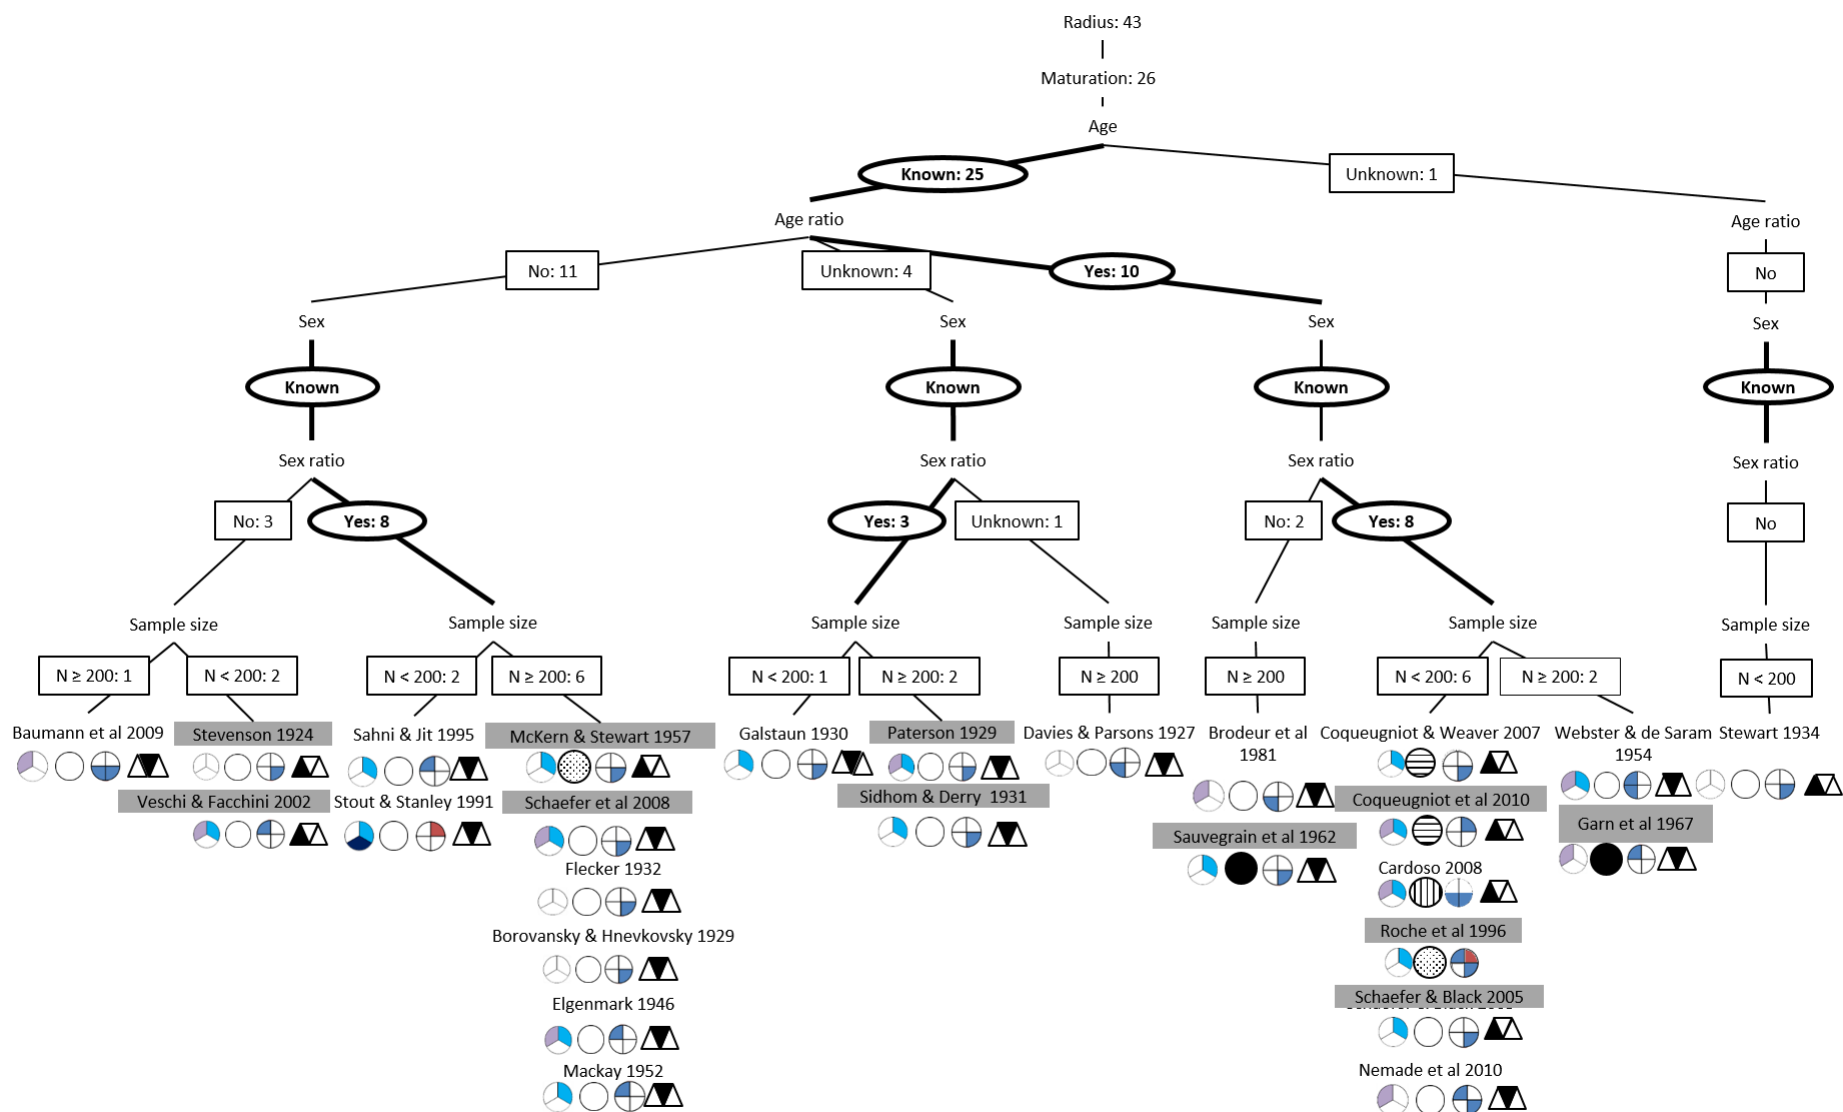 Radius: 43
Maturation: 26
Age
Known: 25
Unknown: 1
Age ratio
Age ratio
No: 11
Unknown: 4
Yes: 10
No
Sex
Sex
Sex
Sex
Known
Known
Known
Known
Sex ratio
Sex ratio
Sex ratio
Sex ratio
No: 3
Yes: 8
Yes: 3
Unknown: 1
No: 2
Yes: 8
No
Sample size
Sample size
Sample size
Sample size
Sample size
Sample size
Sample size
N ≥ 200: 1
N < 200: 2
N < 200: 2
N ≥ 200: 6
N < 200: 1
N ≥ 200: 2
N ≥ 200
N ≥ 200
N < 200: 6
N ≥ 200: 2
N < 200
Baumann et al 2009
Stevenson 1924
Veschi & Facchini 2002
Sahni & Jit 1995
Stout & Stanley 1991
McKern & Stewart 1957
Schaefer et al 2008
Flecker 1932
Borovansky & Hnevkovsky 1929
Elgenmark 1946
Mackay 1952
Galstaun 1930
Paterson 1929
Sidhom & Derry 1931
Davies & Parsons 1927
Brodeur et al
1981
Sauvegrain et al 1962
Coqueugniot & Weaver 2007
Coqueugniot et al 2010
Cardoso 2008
Roche et al 1996
Schaefer & Black 2005
Nemade et al 2010
Webster & de Saram
1954
Garn et al 1967
Stewart 1934